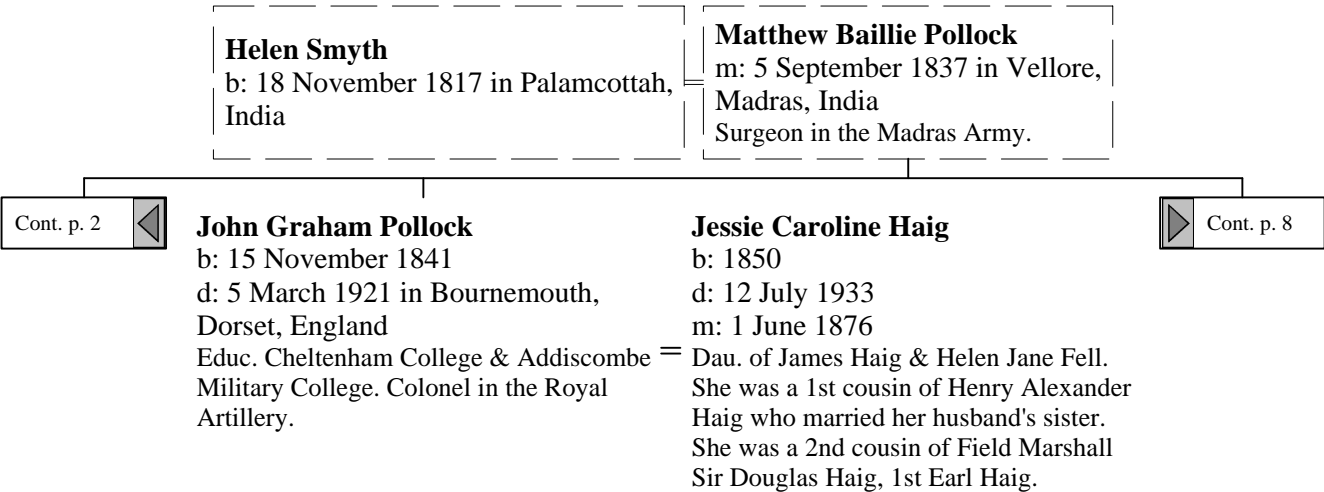 Helen Smyth
b: 18 November 1817 in Palamcottah,
India
=
Matthew Baillie Pollock
m: 5 September 1837 in Vellore,
Madras, India
Surgeon in the Madras Army.
Cont. p. 2
John Graham Pollock
b: 15 November 1841
d: 5 March 1921 in Bournemouth,
Dorset, England
Educ. Cheltenham College & Addiscombe
Military College. Colonel in the Royal
Artillery.
=
Jessie Caroline Haig
b: 1850
d: 12 July 1933
m: 1 June 1876
Dau. of James Haig & Helen Jane Fell.
She was a 1st cousin of Henry Alexander
Haig who married her husband's sister.
She was a 2nd cousin of Field Marshall
Sir Douglas Haig, 1st Earl Haig.
Cont. p. 8